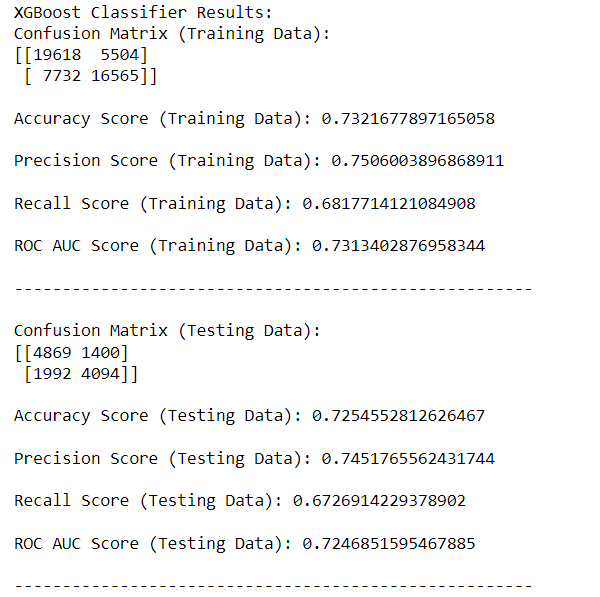 XGBoost Classifier Results:
Confusion Matrix (Training Data):
[[19618  5504]
 [ 7732 16565]]
Accuracy Score (Training Data): 0.7321677897165058
Precision Score (Training Data): 0.7506003896868911
Recall Score (Training Data): 0.6817714121084908
ROC AUC Score (Training Data): 0.7313402876958344
------------------------------------------------------
Confusion Matrix (Testing Data):
[[4869 1400]
 [1992 4094]]
Accuracy Score (Testing Data): 0.7254552812626467
Precision Score (Testing Data): 0.7451765562431744
Recall Score (Testing Data): 0.6726914229378902
ROC AUC Score (Testing Data): 0.7246851595467885
------------------------------------------------------